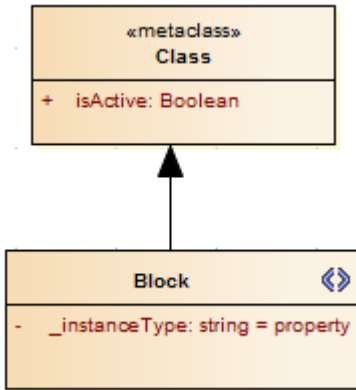 «metaclass»
Class
+ isActive: Boolean
Block
- _instanceType: string = property